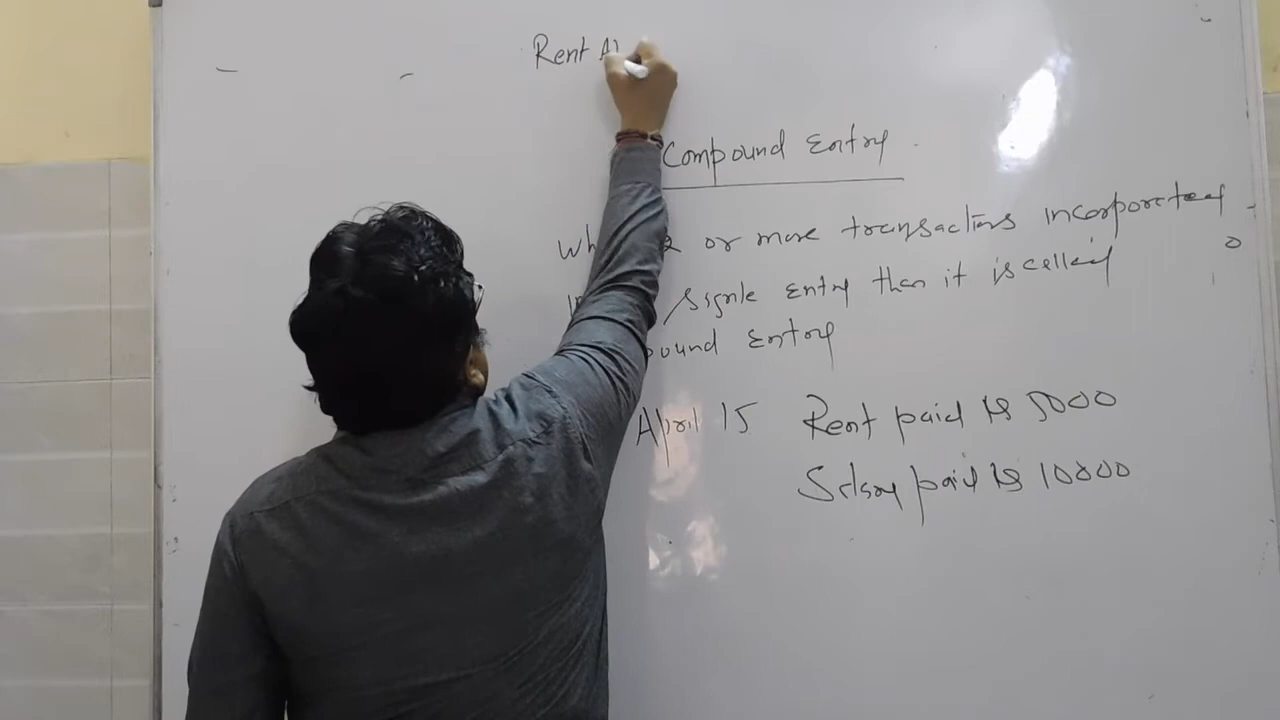 Rent
Compound Entry
or more transactions incorporated
single Entry then it is called
Entry
April 15 Rent paid Rs 5000
Salary paid Rs 10000